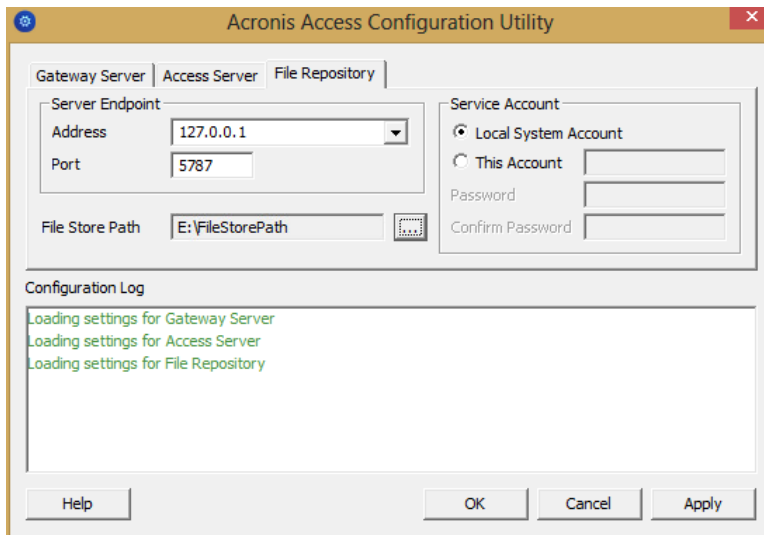 Acronis Access Configuration Utility
Gateway Server Access Server File Repository
Server Endpoint
Address 127.0.0.1
Port 5787
File Store Path E:\FileStorePath ...
Service Account
Local System Account
This Account
Password
Confirm Password
Configuration Log
Loading settings for Gateway Server
Loading settings for Access Server
Loading settings for File Repository
Help OK Cancel Apply